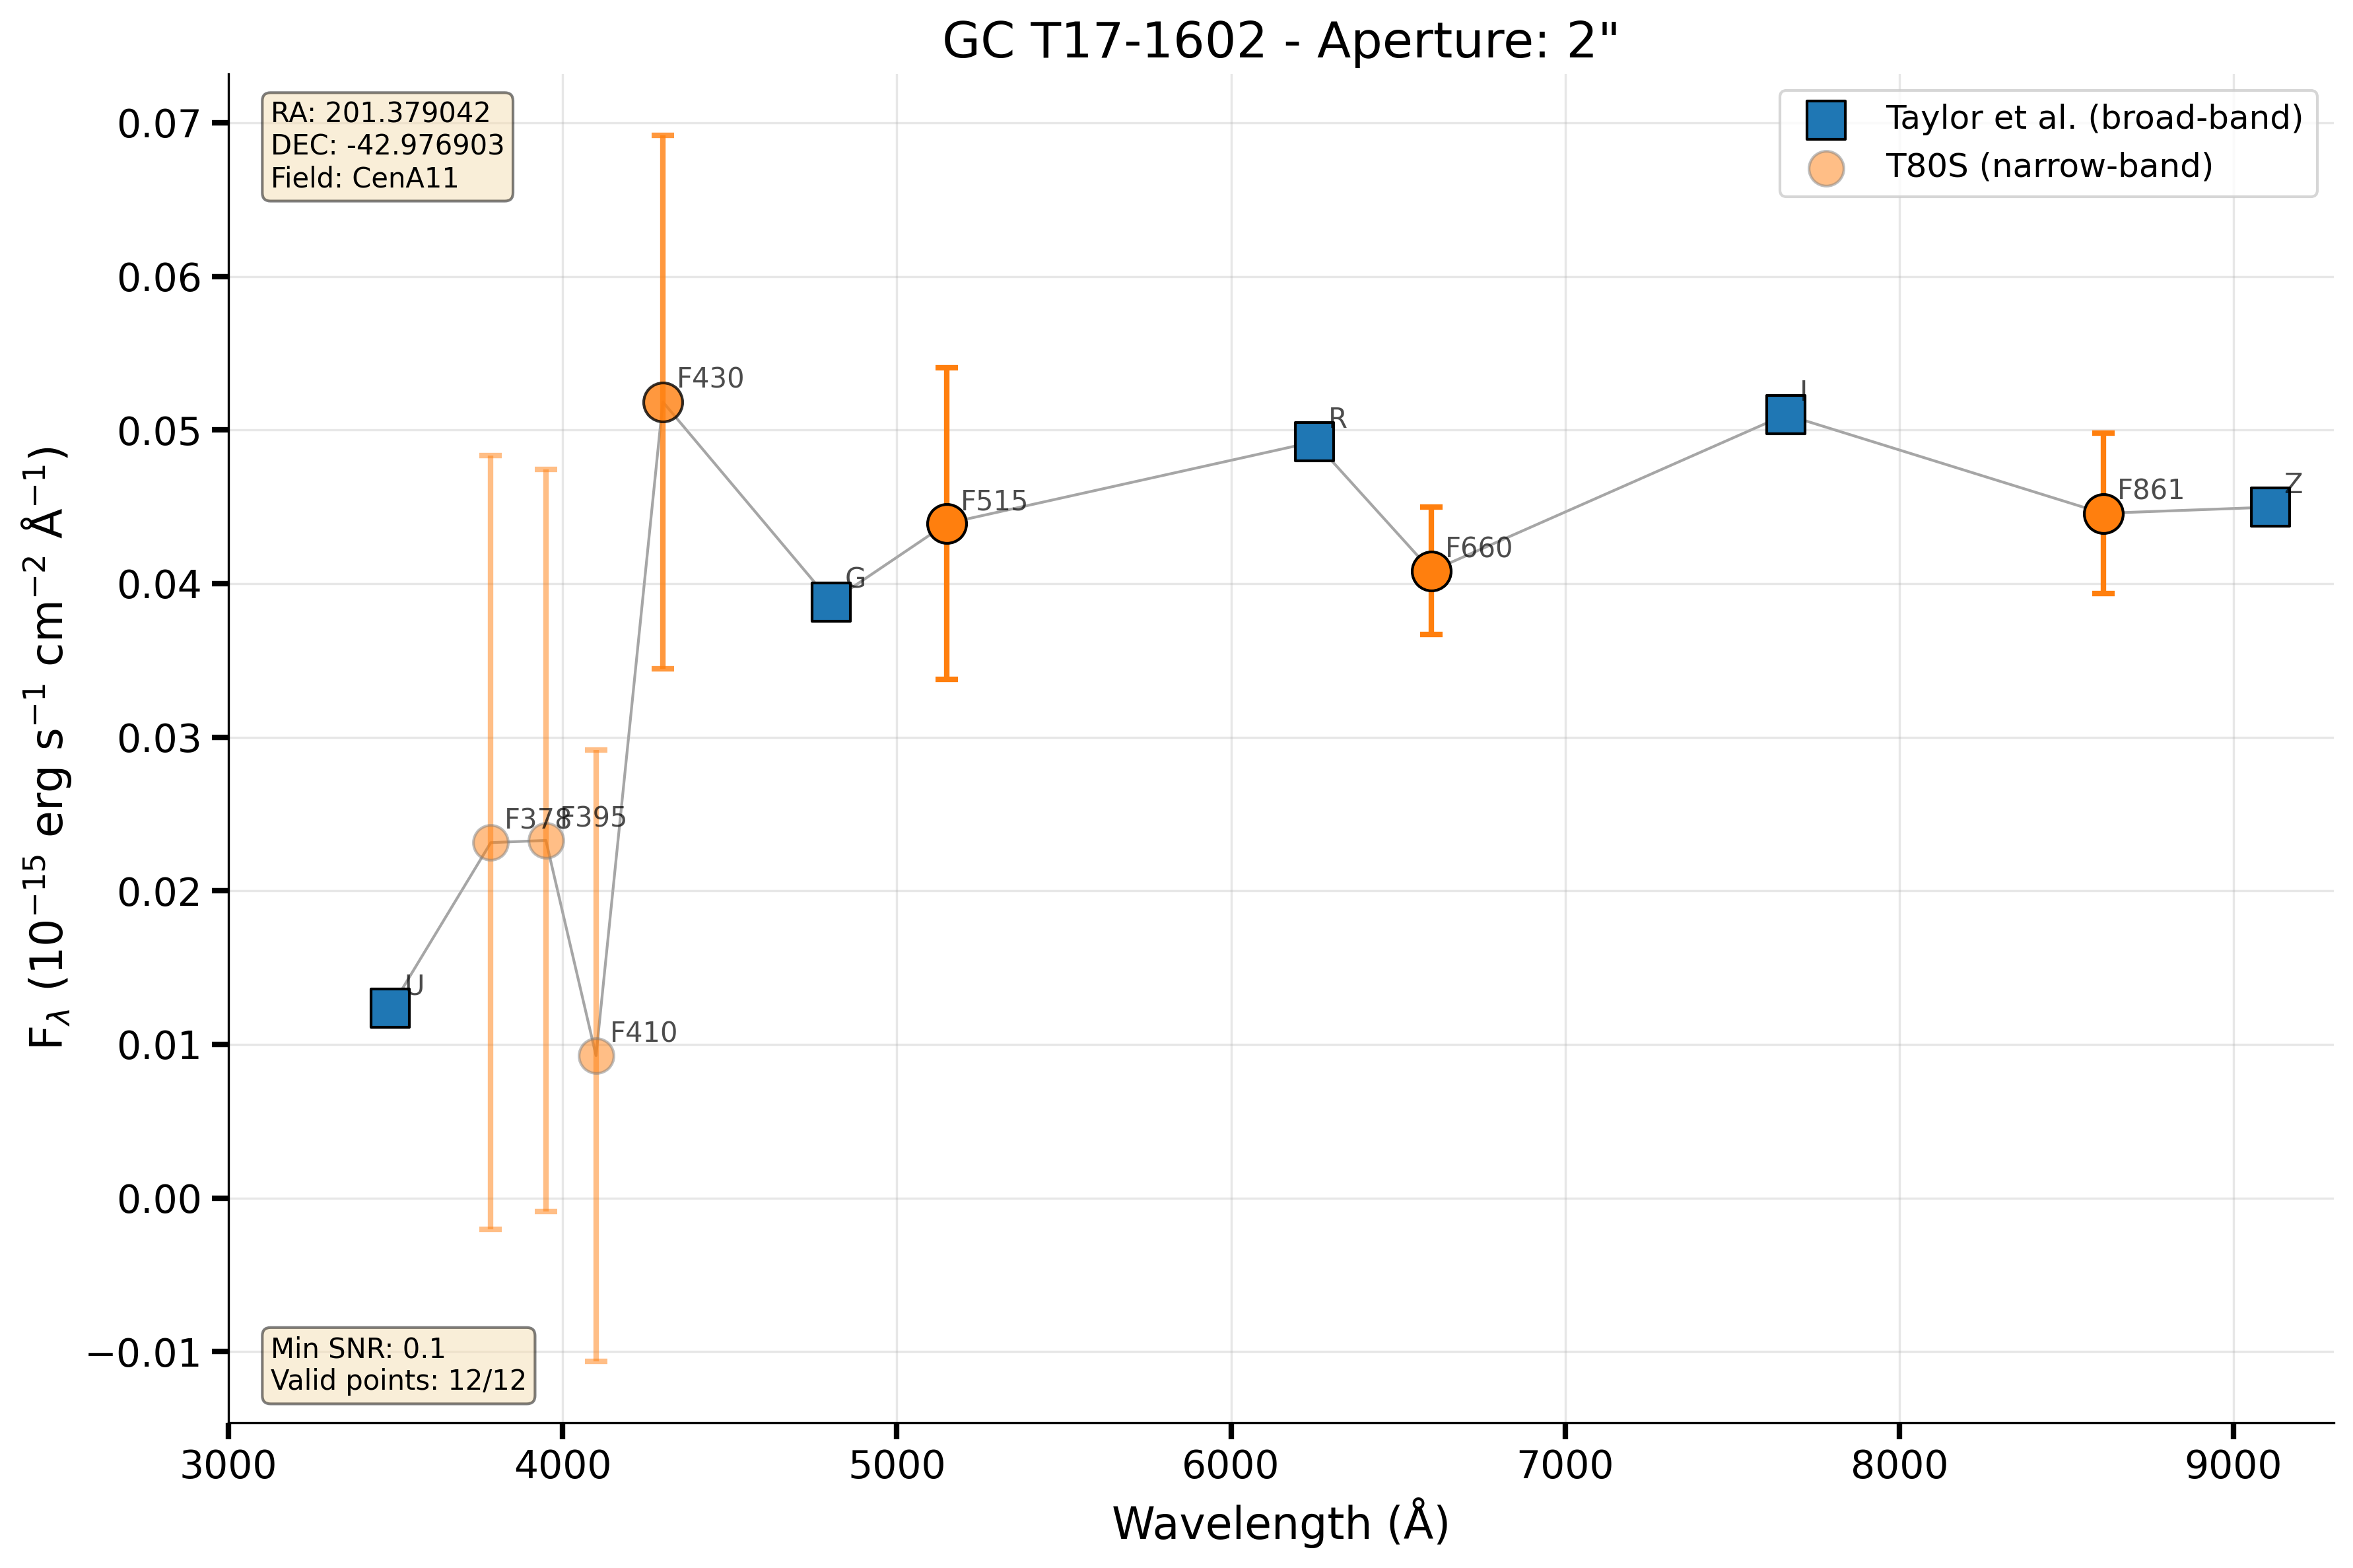 GC T17-1602 - Aperture: 2"
RA: 201.379042
DEC: -42.976903
Field: CenA11
Taylor et al. (broad-band)
T80S (narrow-band)
F_λ (10⁻¹⁵ erg s⁻¹ cm⁻² Å⁻¹)
0.07
0.06
0.05
0.04
0.03
0.02
0.01
0.00
−0.01
U
F378
F395
F410
F430
G
F515
R
F660
I
F861
Z
Min SNR: 0.1
Valid points: 12/12
3000 4000 5000 6000 7000 8000 9000
Wavelength (Å)